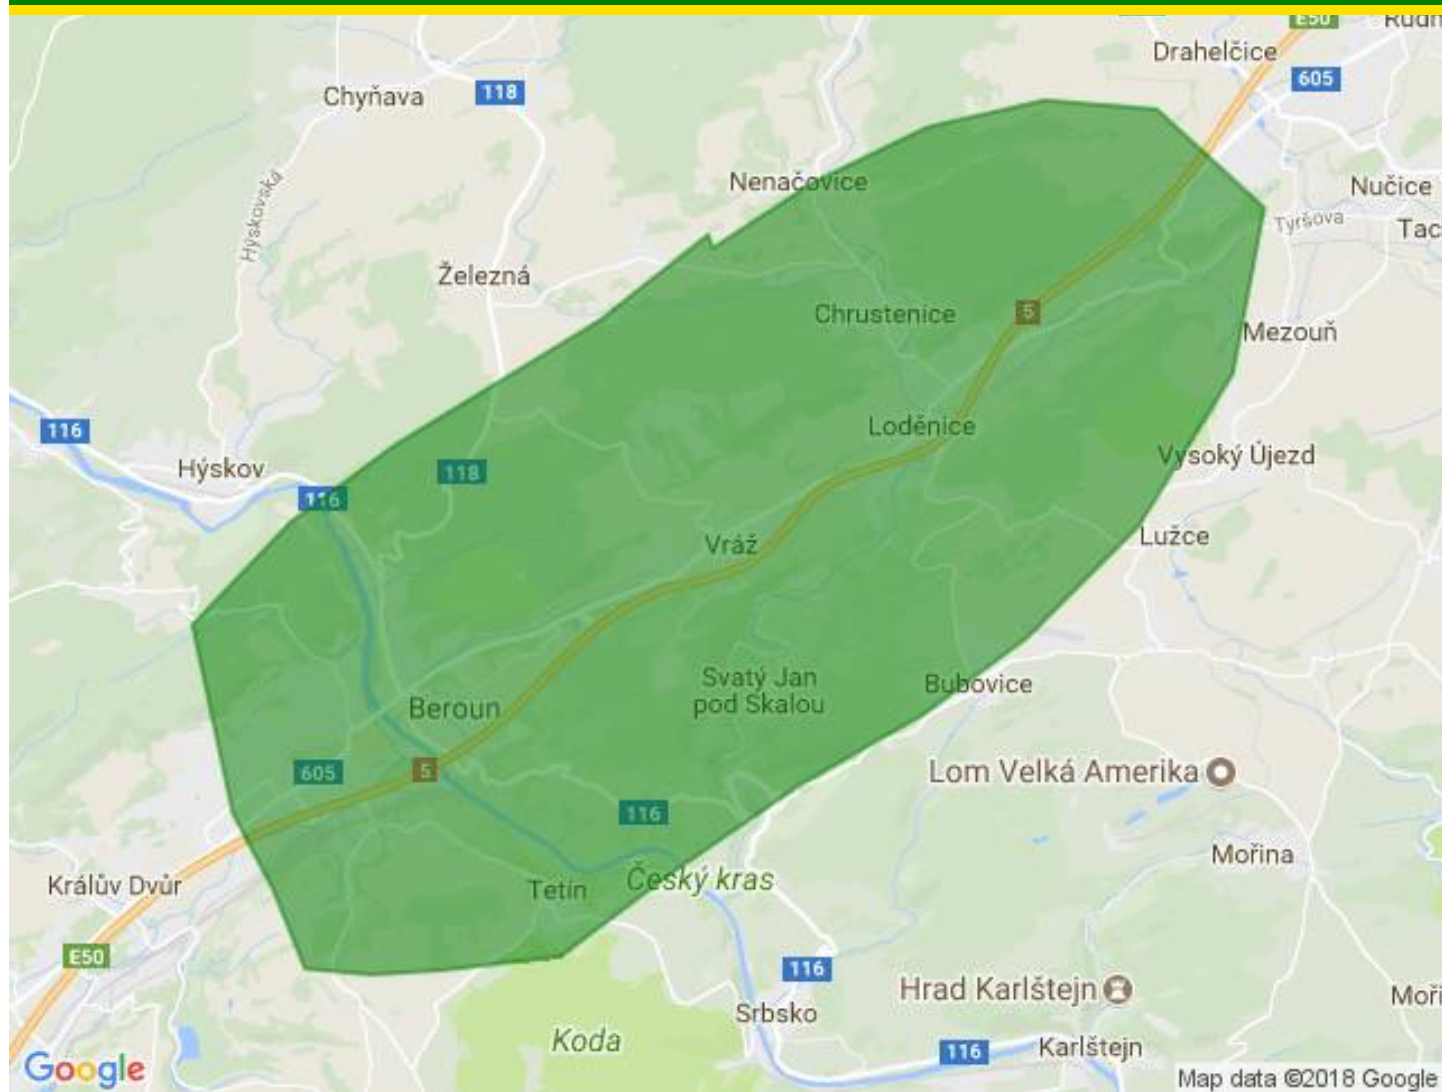 E50
Rudn
Drahelčice
605
Chyňava
118
Nenačovice
Nučice
Hýskovská
Tyršova
Tac
Železná
Chrustenice
5
Mezouň
116
Loděnice
Hýskov
118
Vysoký Újezd
116
Lužce
Vráž
Svatý Jan
pod Skalou
Bubovice
Beroun
605
5
Lom Velká Amerika
116
Mořina
Královův Dvůr
Tetín
Český kras
E50
116
Hrad Karlštejn
Moři
Srbsko
Koda
116
Karlštejn
Google
Map data ©2018 Google